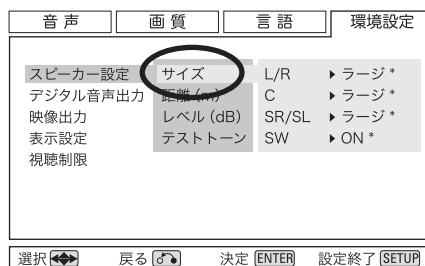 音声 画質 言語 環境設定
スピーカー設定 サイズ L/R ▶ ラージ *
デジタル音声出力 距離 (m) C ▶ ラージ *
映像出力 レベル (dB) SR/SL ▶ ラージ *
表示設定 テストトーン SW ▶ ON *
視聴制限
選択 戻る 決定 ENTER 設定終了 SETUP